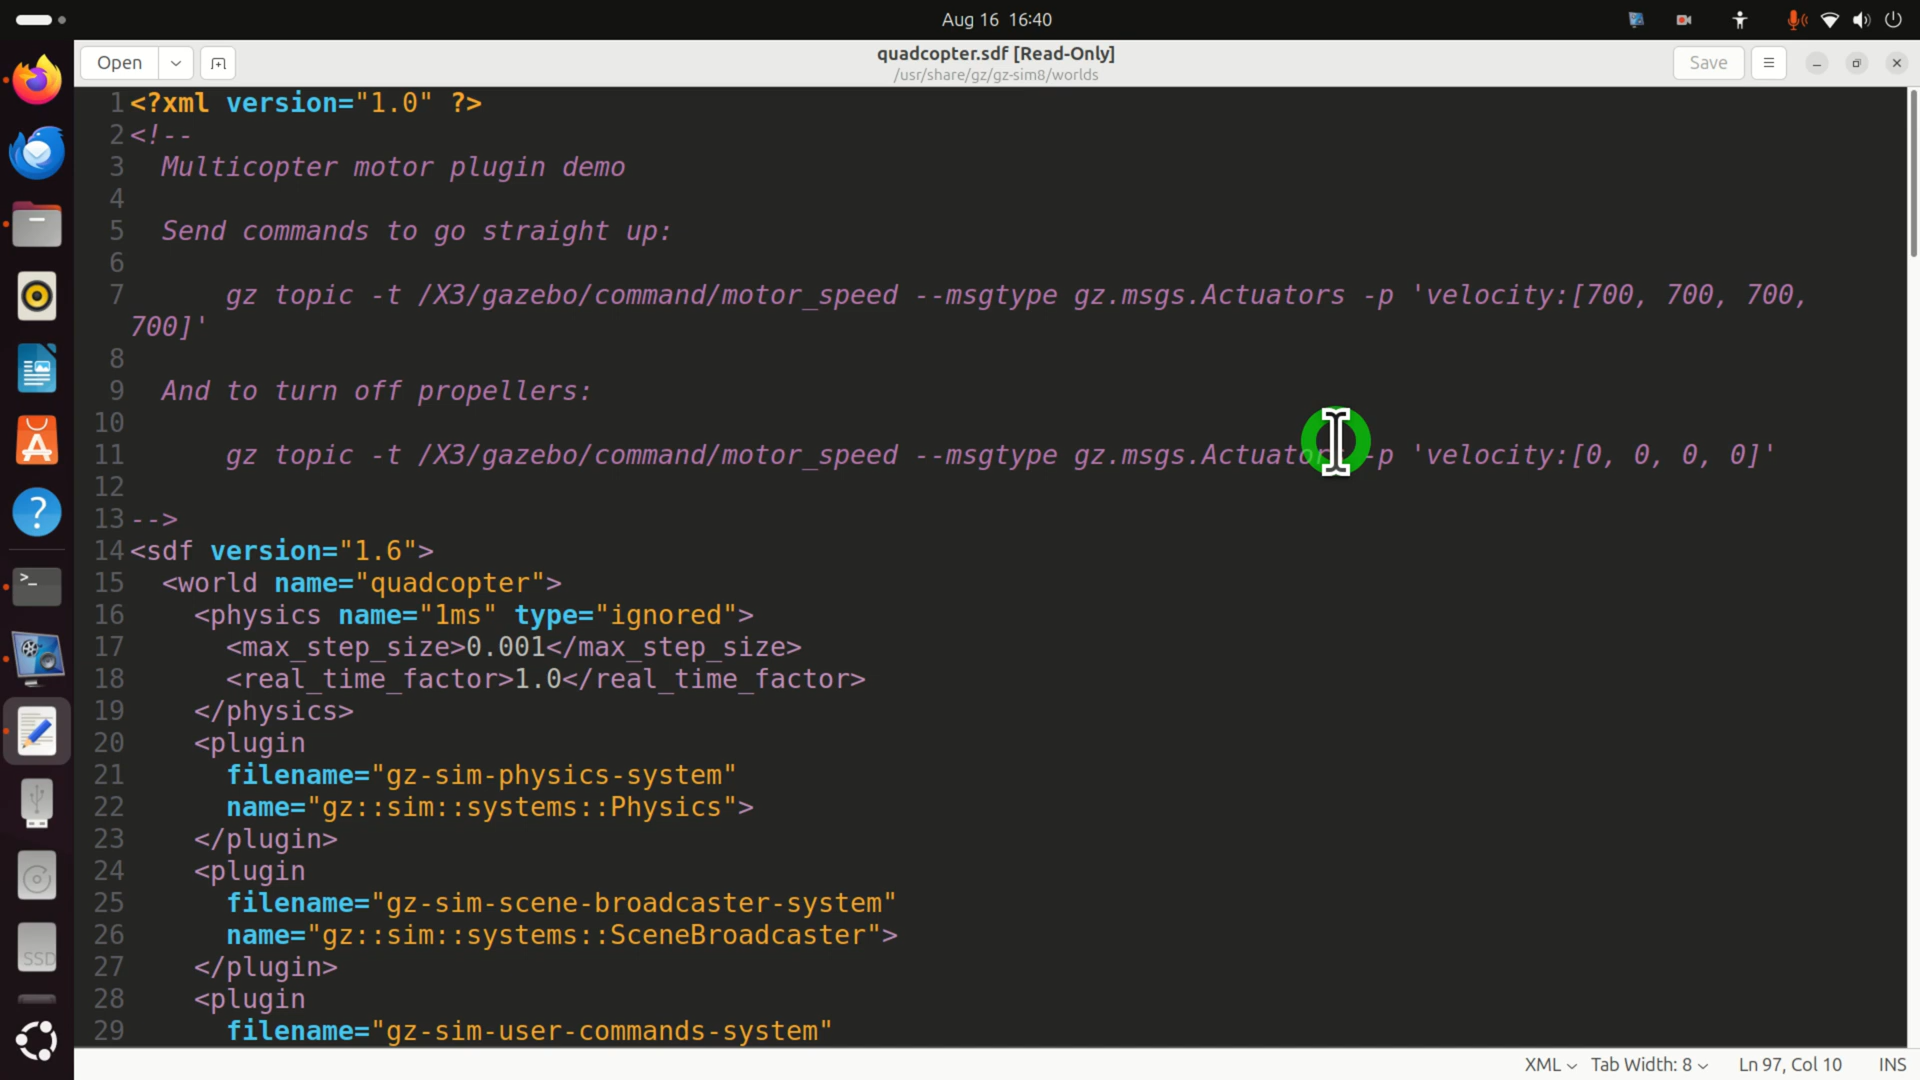 Aug 16 16:40
Open
quadcopter.sdf [Read-Only]
/usr/share/gz/gz-sim8/worlds
Save
1 <?xml version="1.0" ?>
2 <!--
3   Multicopter motor plugin demo
4
5   Send commands to go straight up:
6
7       gz topic -t /X3/gazebo/command/motor_speed --msgtype gz.msgs.Actuators -p 'velocity:[700, 700, 700,
700]'
8
9   And to turn off propellers:
10
11       gz topic -t /X3/gazebo/command/motor_speed --msgtype gz.msgs.Actuators -p 'velocity:[0, 0, 0, 0]'
12
13 -->
14 <sdf version="1.6">
15   <world name="quadcopter">
16     <physics name="1ms" type="ignored">
17       <max_step_size>0.001</max_step_size>
18       <real_time_factor>1.0</real_time_factor>
19     </physics>
20     <plugin
21       filename="gz-sim-physics-system"
22       name="gz::sim::systems::Physics">
23     </plugin>
24     <plugin
25       filename="gz-sim-scene-broadcaster-system"
26       name="gz::sim::systems::SceneBroadcaster">
27     </plugin>
28     <plugin
29       filename="gz-sim-user-commands-system"
SSD
XML Tab Width: 8 Ln 97, Col 10 INS